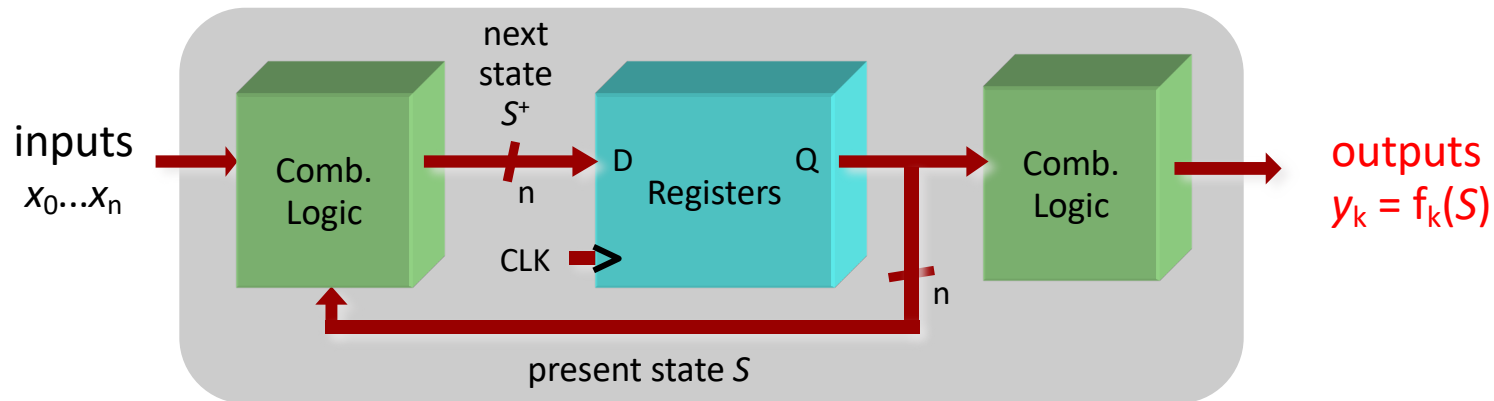 next
state
S⁺
inputs
x₀...xₙ
Comb.
Logic
n
D
Q
Registers
CLK
n
Comb.
Logic
outputs
yₖ = fₖ(S)
present state S